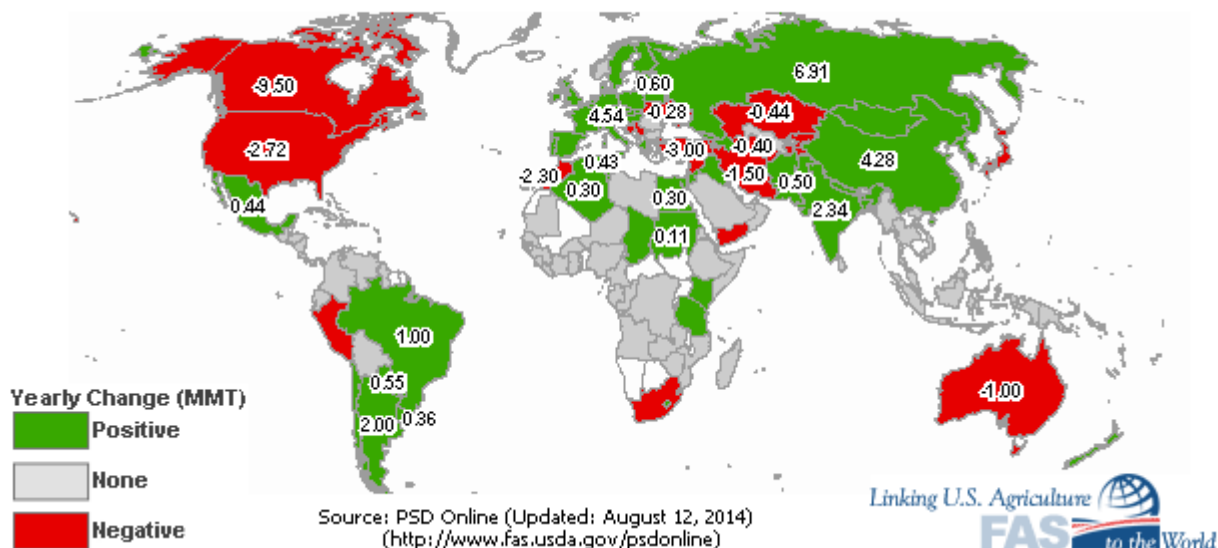 -9.50
6.91
0.60
4.54
-0.28
-0.44
-2.72
-3.00
-0.40
4.28
0.43
-2.30
0.30
-1.50
0.50
0.44
0.30
2.34
0.11
1.00
0.55
2.00
0.36
-1.00
Yearly Change (MMT)
Positive
None
Negative
Source: PSD Online (Updated: August 12, 2014)
(http://www.fas.usda.gov/psdonline)
Linking U.S. Agriculture
FAS
to the World